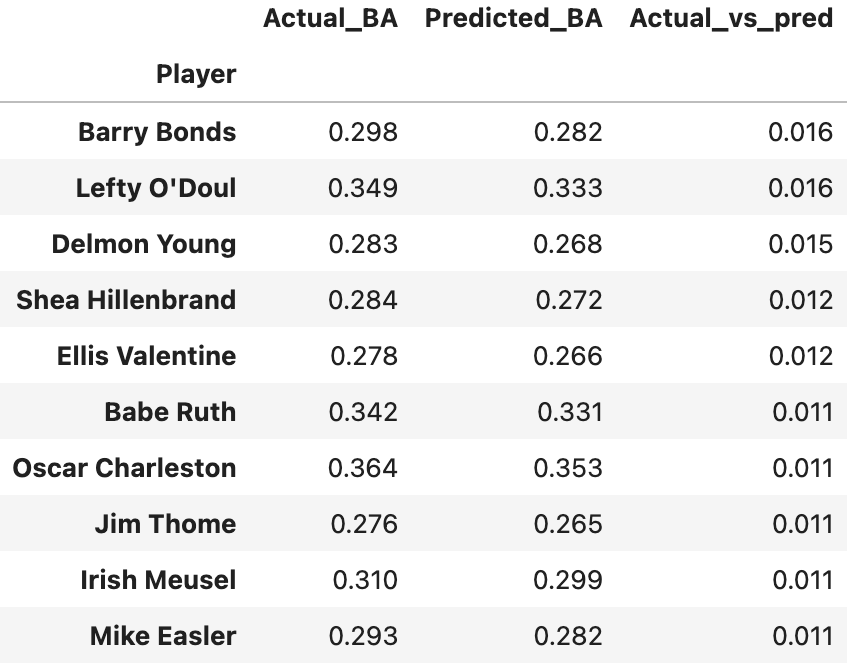 Actual_BA Predicted_BA Actual_vs_pred
Player
Barry Bonds 0.298 0.282 0.016
Lefty O'Doul 0.349 0.333 0.016
Delmon Young 0.283 0.268 0.015
Shea Hillenbrand 0.284 0.272 0.012
Ellis Valentine 0.278 0.266 0.012
Babe Ruth 0.342 0.331 0.011
Oscar Charleston 0.364 0.353 0.011
Jim Thome 0.276 0.265 0.011
Irish Meusel 0.310 0.299 0.011
Mike Easler 0.293 0.282 0.011